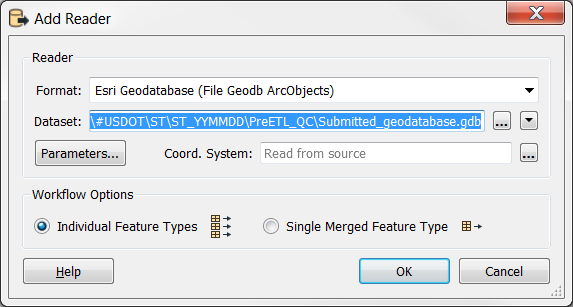 Add Reader
Reader
Format: Esri Geodatabase (File Geodb ArcObjects)
Dataset: \#USDOT\ST\ST_YYMMDD\PreETL_QC\Submitted_geodatabase.gdb ...
Parameters... Coord. System: Read from source ...
Workflow Options
Individual Feature Types Single Merged Feature Type
Help OK Cancel